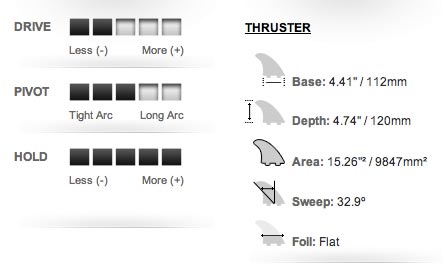 DRIVE
Less (-) More (+)
PIVOT
Tight Arc Long Arc
HOLD
Less (-) More (+)
THRUSTER
Base: 4.41" / 112mm
Depth: 4.74" / 120mm
Area: 15.26"² / 9847mm²
Sweep: 32.9º
Foil: Flat